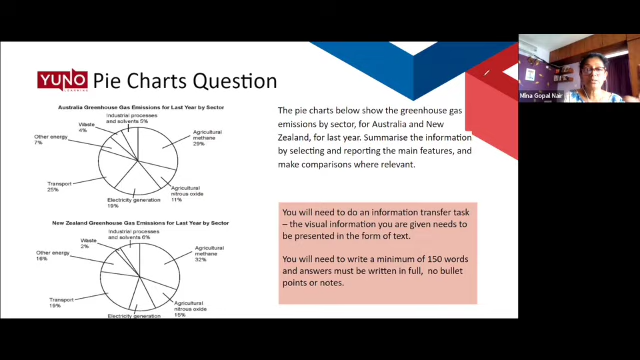 YUNO
LEARNING
Pie Charts Question
Australia Greenhouse Gas Emissions for Last Year by Sector
Industrial processes
and solvents 5%
Waste
4%
Other energy
7%
Agricultural
methane
29%
Transport
25%
Agricultural
nitrous oxide
11%
Electricity generation
19%
New Zealand Greenhouse Gas Emissions for Last Year by Sector
Industrial processes
and solvents 6%
Waste
2%
Other energy
16%
Agricultural
methane
32%
Transport
19%
Agricultural
nitrous oxide
Electricity generation
The pie charts below show the greenhouse gas
emissions by sector, for Australia and New
Zealand, for last year. Summarise the information
by selecting and reporting the main features, and
make comparisons where relevant.
You will need to do an information transfer task
– the visual information you are given needs to
be presented in the form of text.
You will need to write a minimum of 150 words
and answers must be written in full, no bullet
points or notes.
Mina Gopal Nair